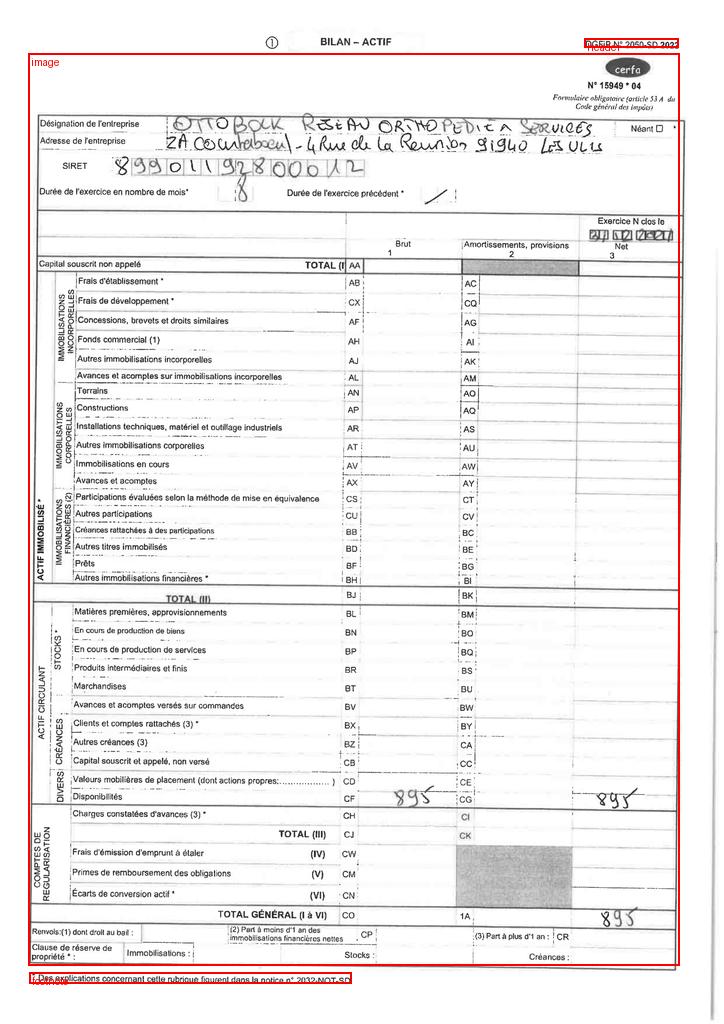 ① BILAN – ACTIF DGFiP N° 2050-SD 2022
Header
image
cerfa
N° 15949 * 04
Formulaire obligatoire (article 53 A du
Code général des impôts)
Désignation de l'entreprise OTTOBOCK RESEAU ORTHOPEDIE & SERVICES Néant □ *
Adresse de l'entreprise ZA Courtaboeuf - 4 Rue de la Réunion 91940 LES ULIS
SIRET 89901192800012
Durée de l'exercice en nombre de mois* 8 Durée de l'exercice précédent * /
Exercice N clos le
Brut Amortissements, provisions Net
1 2 3
Capital souscrit non appelé TOTAL (I AA
ACTIF IMMOBILISÉ *
IMMOBILISATIONS INCORPORELLES
Frais d'établissement * AB AC
Frais de développement * CX CQ
Concessions, brevets et droits similaires AF AG
Fonds commercial (1) AH AI
Autres immobilisations incorporelles AJ AK
Avances et acomptes sur immobilisations incorporelles AL AM
IMMOBILISATIONS CORPORELLES
Terrains AN AO
Constructions AP AQ
Installations techniques, matériel et outillage industriels AR AS
Autres immobilisations corporelles AT AU
Immobilisations en cours AV AW
Avances et acomptes AX AY
IMMOBILISATIONS FINANCIÈRES (2)
Participations évaluées selon la méthode de mise en équivalence CS CT
Autres participations CU CV
Créances rattachées à des participations BB BC
Autres titres immobilisés BD BE
Prêts BF BG
Autres immobilisations financières * BH BI
TOTAL (II) BJ BK
ACTIF CIRCULANT
STOCKS *
Matières premières, approvisionnements BL BM
En cours de production de biens BN BO
En cours de production de services BP BQ
Produits intermédiaires et finis BR BS
Marchandises BT BU
Avances et acomptes versés sur commandes BV BW
CRÉANCES
Clients et comptes rattachés (3) * BX BY
Autres créances (3) BZ CA
Capital souscrit et appelé, non versé CB CC
DIVERS
Valeurs mobilières de placement (dont actions propres:.................. ) CD CE
Disponibilités CF 895 CG 895
COMPTES DE REGULARISATION
Charges constatées d'avances (3) * CH CI
TOTAL (III) CJ CK
Frais d'émission d'emprunt à étaler (IV) CW
Primes de remboursement des obligations (V) CM
Écarts de conversion actif * (VI) CN
TOTAL GÉNÉRAL (I à VI) CO 1A 895
Renvols:(1) dont droit au bail : (2) Part à moins d'1 an des immobilisations financières nettes CP (3) Part à plus d'1 an : CR
Clause de réserve de propriété * : Immobilisations : Stocks : Créances :
* Des explications concernant cette rubrique figurent dans la notice n° 2032-NOT-SD
footnote